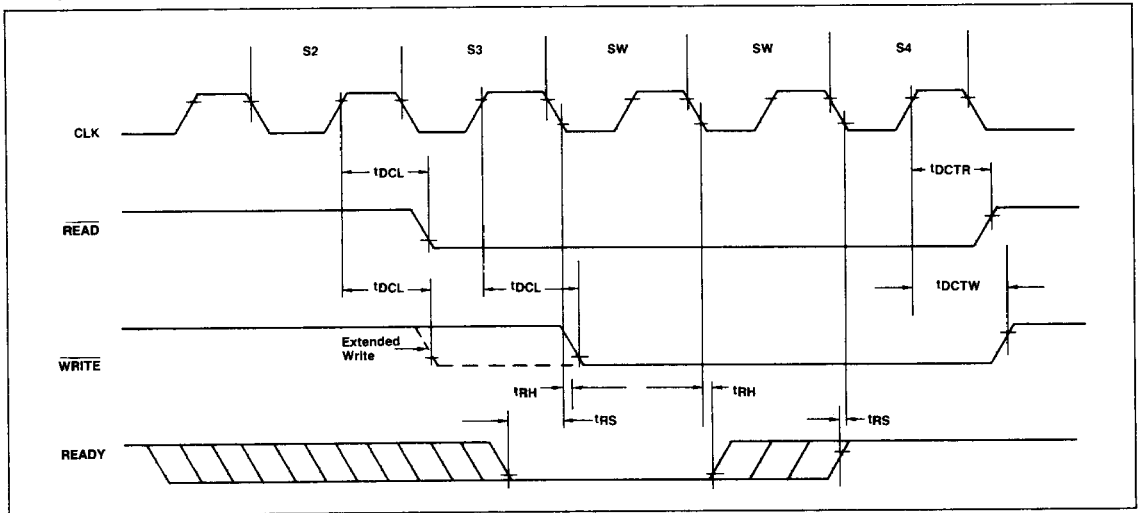 S2 S3 SW SW S4
CLK
tDCL tDCTR
READ
tDCL tDCL tDCTW
Extended
Write
WRITE
tRH tRH
tRS tRS
READY